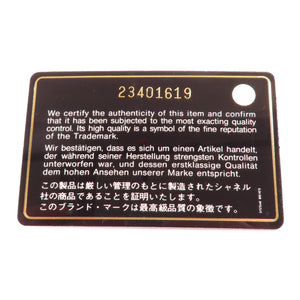 23401619
We certify the authenticity of this item and confirm
that it has been subjected to the most exacting quality
control. Its high quality is a symbol of the fine reputation
of the Trademark.
Wir bestätigen, dass es sich um einen Artikel handelt,
der während seiner Herstellung strengsten Kontrollen
unterworfen war, und dessen erstklassige Qualität
dem hohen Ansehen unserer Marke entspricht.
この製品は厳しい管理のもとに製造されたシャネル
社の商品であることを証明いたします。
このブランド・マークは最高級品質の象徴です。